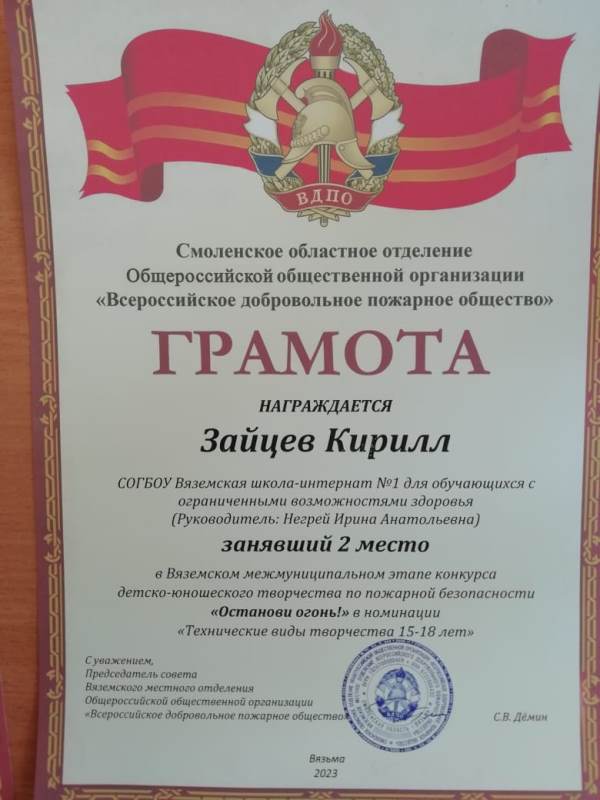 ВДПО
Смоленское областное отделение
Общероссийской общественной организации
«Всероссийское добровольное пожарное общество»
ГРАМОТА
НАГРАЖДАЕТСЯ
Зайцев Кирилл
СОГБОУ Вяземская школа-интернат №1 для обучающихся с
ограниченными возможностями здоровья
(Руководитель: Негрей Ирина Анатольевна)
занявший 2 место
в Вяземском межмуниципальном этапе конкурса
детско-юношеского творчества по пожарной безопасности
«Останови огонь!» в номинации
«Технические виды творчества 15-18 лет»
С уважением,
Председатель совета
Вяземского местного отделения
Общероссийской общественной организации
«Всероссийское добровольное пожарное общество»
С.В. Дёмин
ВДПО
Вязьма
2023